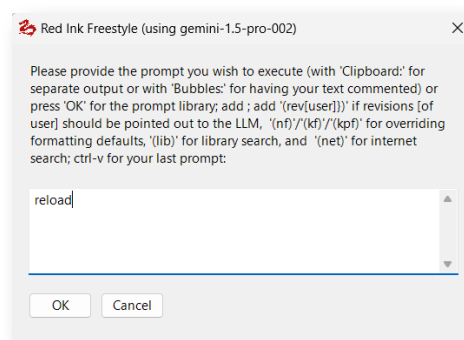 Red Ink Freestyle (using gemini-1.5-pro-002)
Please provide the prompt you wish to execute (with 'Clipboard:' for
separate output or with 'Bubbles:' for having your text commented) or
press 'OK' for the prompt library; add ; add '(rev[user]})' if revisions [of
user] should be pointed out to the LLM,  '(nf)'/'(kf)'/'(kpf)' for overriding
formatting defaults, '(lib)' for library search, and  '(net)' for internet
search; ctrl-v for your last prompt:
reload
OK Cancel